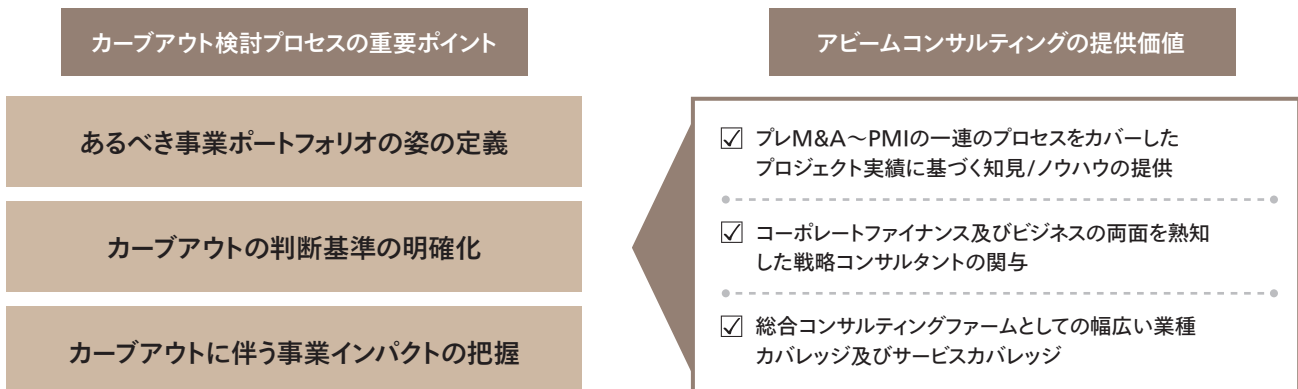 カーブアウト検討プロセスの重要ポイント
あるべき事業ポートフォリオの姿の定義
カーブアウトの判断基準の明確化
カーブアウトに伴う事業インパクトの把握
アビームコンサルティングの提供価値
プレM&A〜PMIの一連のプロセスをカバーした
プロジェクト実績に基づく知見/ノウハウの提供
コーポレートファイナンス及びビジネスの両面を熟知
した戦略コンサルタントの関与
総合コンサルティングファームとしての幅広い業種
カバレッジ及びサービスカバレッジ